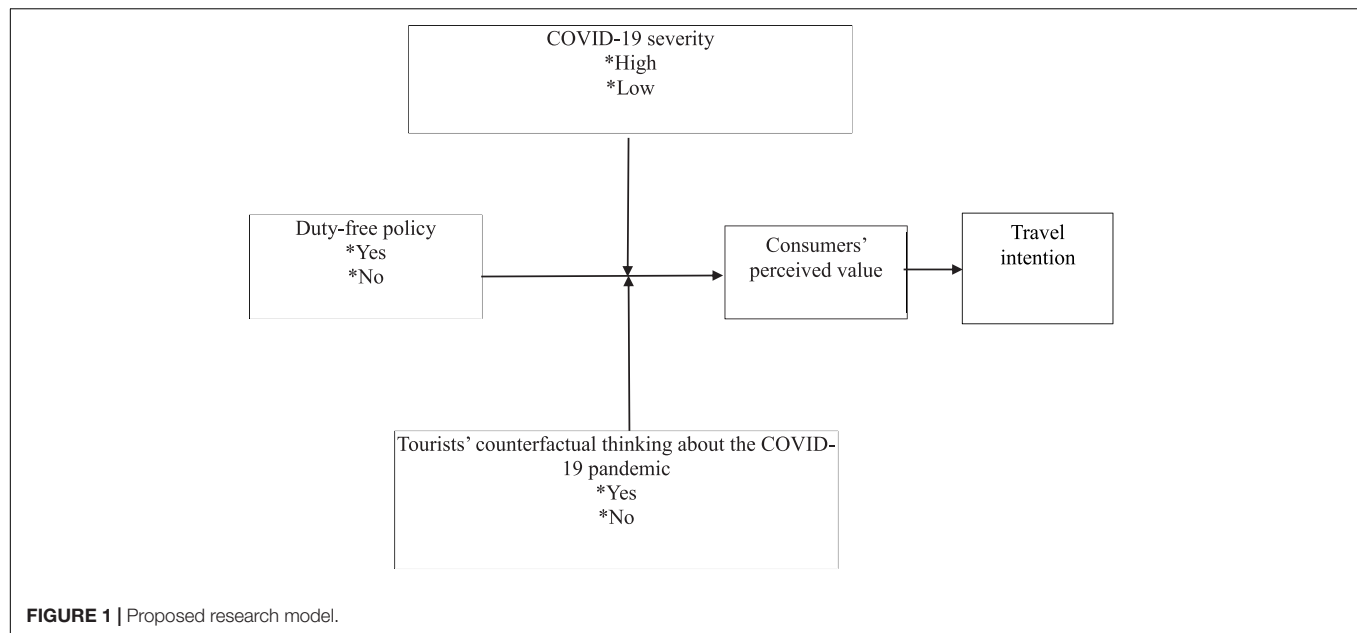 COVID-19 severity
*High
*Low
Duty-free policy
*Yes
*No
Consumers'
perceived value
Travel
intention
Tourists' counterfactual thinking about the COVID-
19 pandemic
*Yes
*No
FIGURE 1 | Proposed research model.